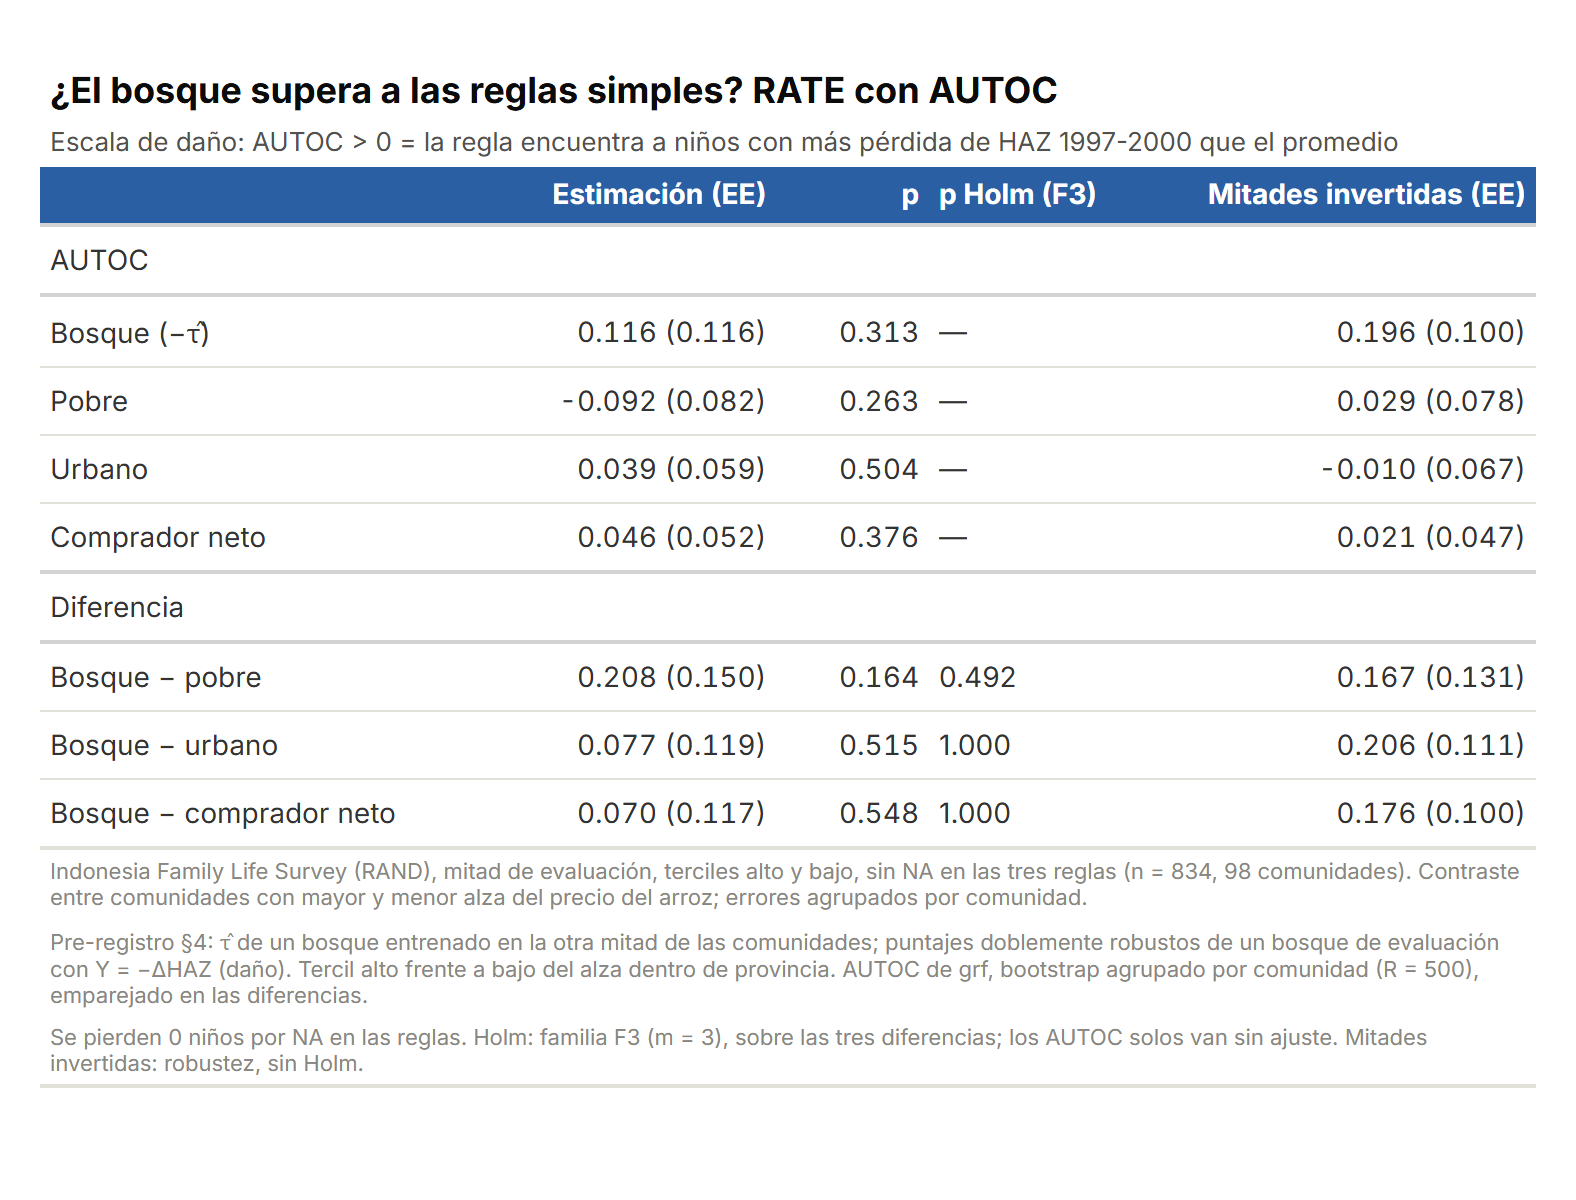 ¿El bosque supera a las reglas simples? RATE con AUTOC
Escala de daño: AUTOC > 0 = la regla encuentra a niños con más pérdida de HAZ 1997-2000 que el promedio
Estimación (EE) p p Holm (F3) Mitades invertidas (EE)
AUTOC
Bosque (−τ̂) 0.116 (0.116) 0.313 — 0.196 (0.100)
Pobre -0.092 (0.082) 0.263 — 0.029 (0.078)
Urbano 0.039 (0.059) 0.504 — -0.010 (0.067)
Comprador neto 0.046 (0.052) 0.376 — 0.021 (0.047)
Diferencia
Bosque − pobre 0.208 (0.150) 0.164 0.492 0.167 (0.131)
Bosque − urbano 0.077 (0.119) 0.515 1.000 0.206 (0.111)
Bosque − comprador neto 0.070 (0.117) 0.548 1.000 0.176 (0.100)
Indonesia Family Life Survey (RAND), mitad de evaluación, terciles alto y bajo, sin NA en las tres reglas (n = 834, 98 comunidades). Contraste
entre comunidades con mayor y menor alza del precio del arroz; errores agrupados por comunidad.
Pre-registro §4: τ̂ de un bosque entrenado en la otra mitad de las comunidades; puntajes doblemente robustos de un bosque de evaluación
con Y = −ΔHAZ (daño). Tercil alto frente a bajo del alza dentro de provincia. AUTOC de grf, bootstrap agrupado por comunidad (R = 500),
emparejado en las diferencias.
Se pierden 0 niños por NA en las reglas. Holm: familia F3 (m = 3), sobre las tres diferencias; los AUTOC solos van sin ajuste. Mitades
invertidas: robustez, sin Holm.